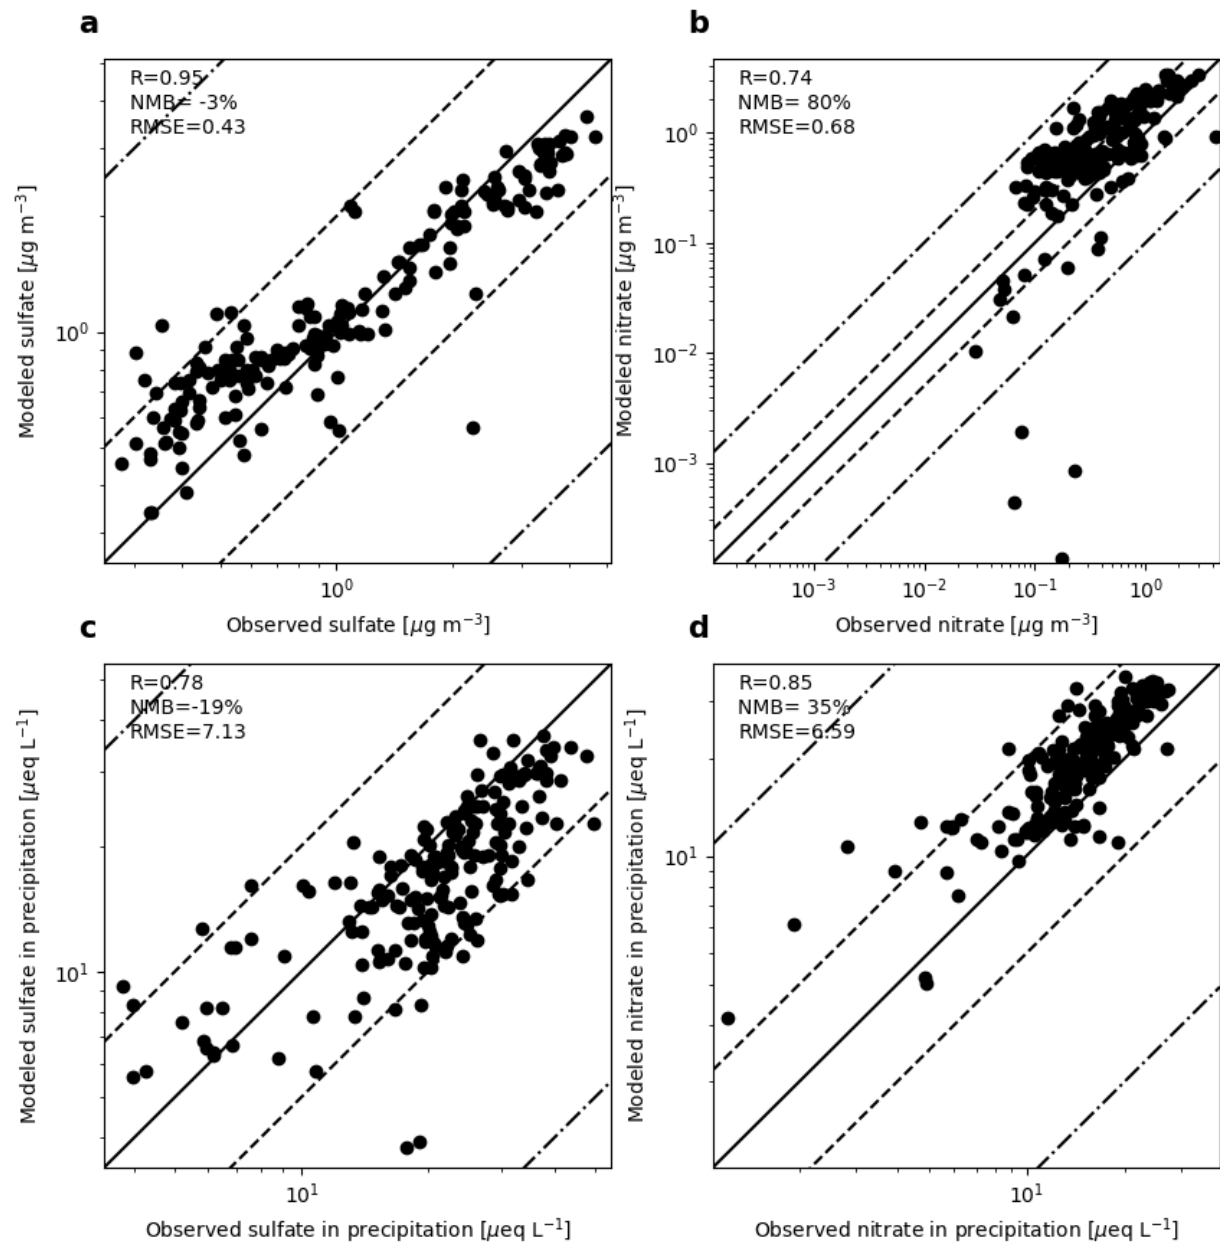 a
R=0.95
NMB= -3%
RMSE=0.43
Modeled sulfate [μg m⁻³]
10⁰
10⁰
Observed sulfate [μg m⁻³]
b
R=0.74
NMB= 80%
RMSE=0.68
Modeled nitrate [μg m⁻³]
10⁰
10⁻¹
10⁻²
10⁻³
10⁻³
10⁻²
10⁻¹
10⁰
Observed nitrate [μg m⁻³]
c
R=0.78
NMB=-19%
RMSE=7.13
Modeled sulfate in precipitation [μeq L⁻¹]
10¹
10¹
Observed sulfate in precipitation [μeq L⁻¹]
d
R=0.85
NMB= 35%
RMSE=6.59
Modeled nitrate in precipitation [μeq L⁻¹]
10¹
10¹
Observed nitrate in precipitation [μeq L⁻¹]